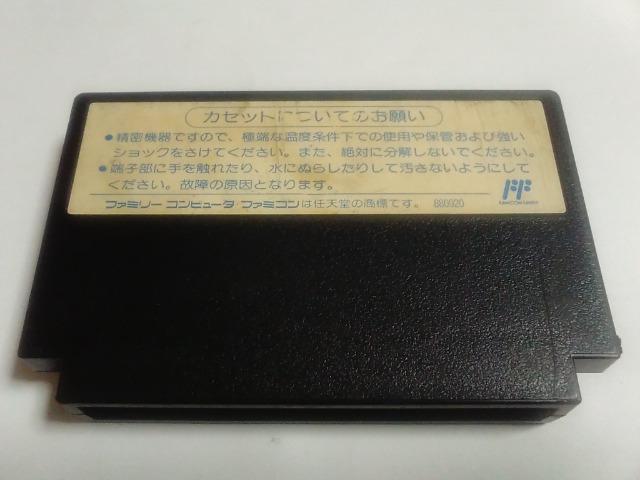 カセットについてのお願い
●精密機器ですので、極端な温度条件下での使用や保管および強い
ショックをさけてください。また、絶対に分解しないでください。
●端子部に手を触れたり、水にぬらしたりして汚さないようにして
ください。故障の原因となります。
ファミリーコンピュータ・ファミコンは任天堂の商標です。 880920
FAMICOM FAMILY